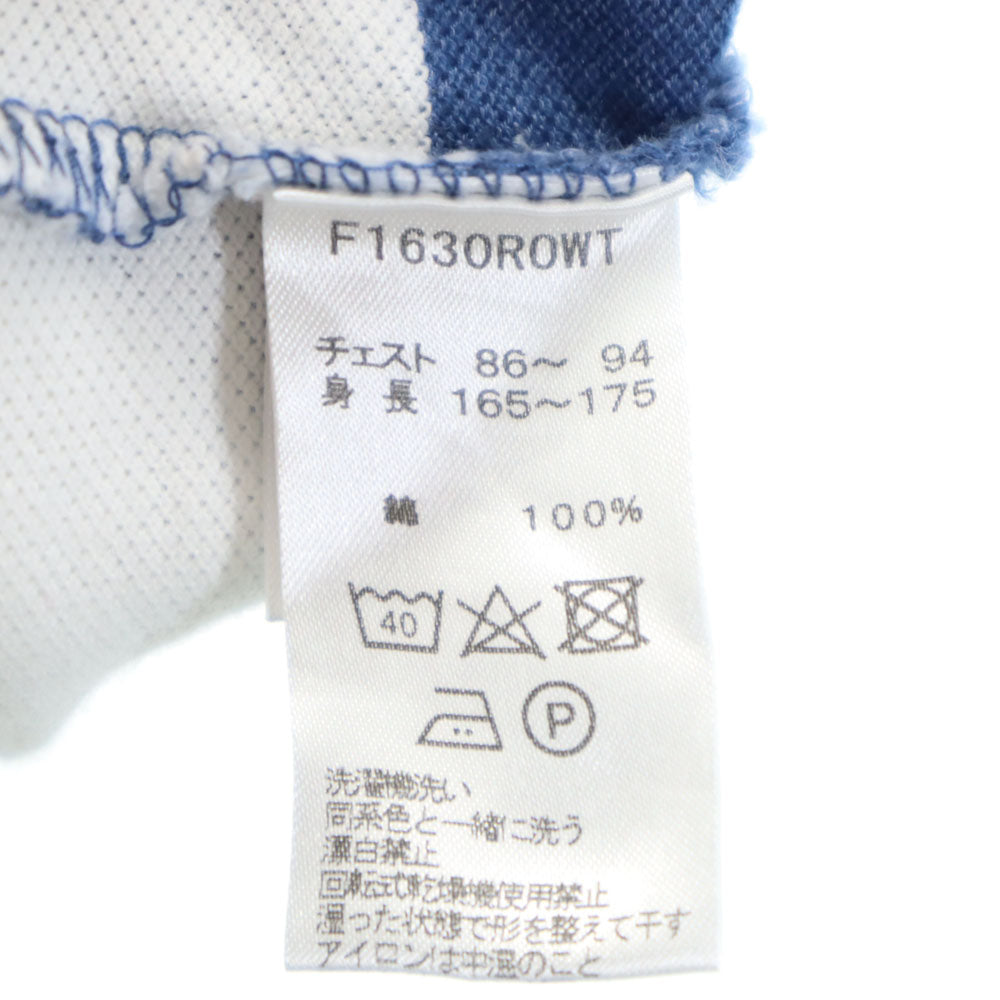 F1630ROWT
チェスト 86～ 94
身 長 165～175
綿 100%
40
P
洗濯機洗い
同系色と一緒に洗う
漂白禁止
回転式乾燥機使用禁止
湿った状態で形を整えて干す
アイロンは中温のこと